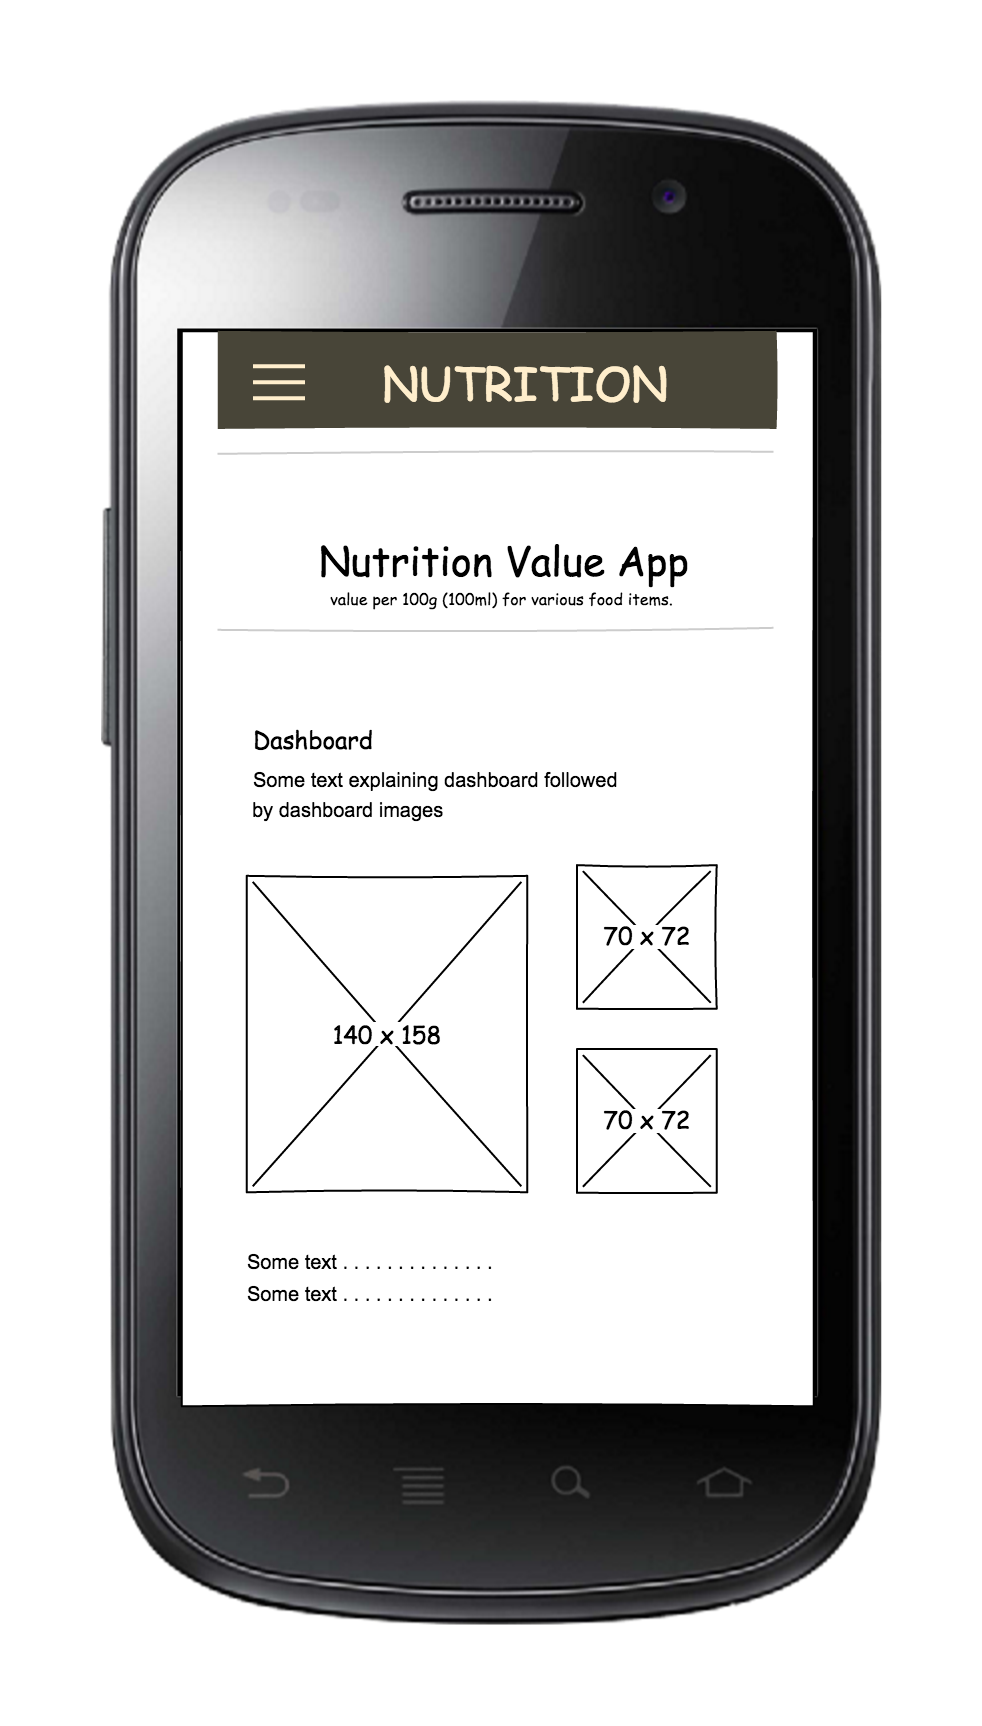 NUTRITION
Nutrition Value App
value per 100g (100ml) for various food items.
Dashboard
Some text explaining dashboard followed
by dashboard images
70 x 72
140 x 158
70 x 72
Some text . . . . . . . . . . . . . .
Some text . . . . . . . . . . . . . .